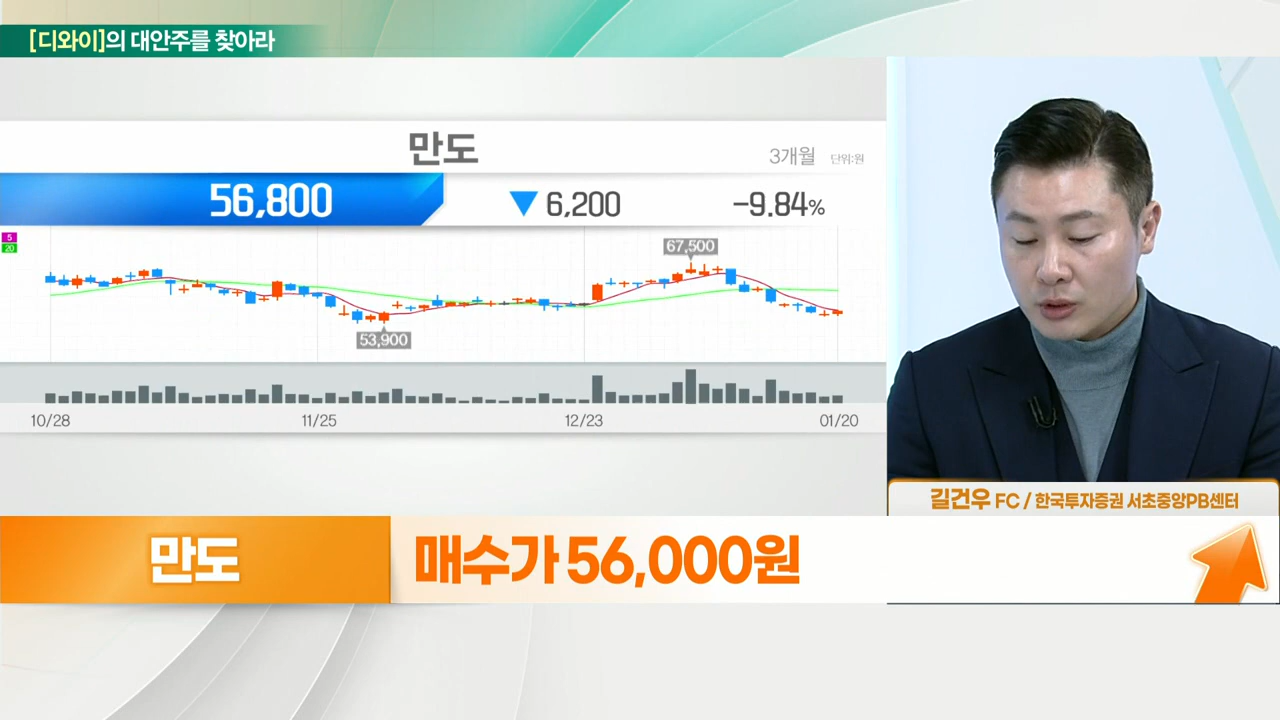 [디와이]의 대안주를 찾아라
만도
3개월 단위:원
56,800 ▼ 6,200 -9.84%
5
20
67,500
53,900
10/28 11/25 12/23 01/20
길건우 FC / 한국투자증권 서초중앙PB센터
만도 매수가 56,000원